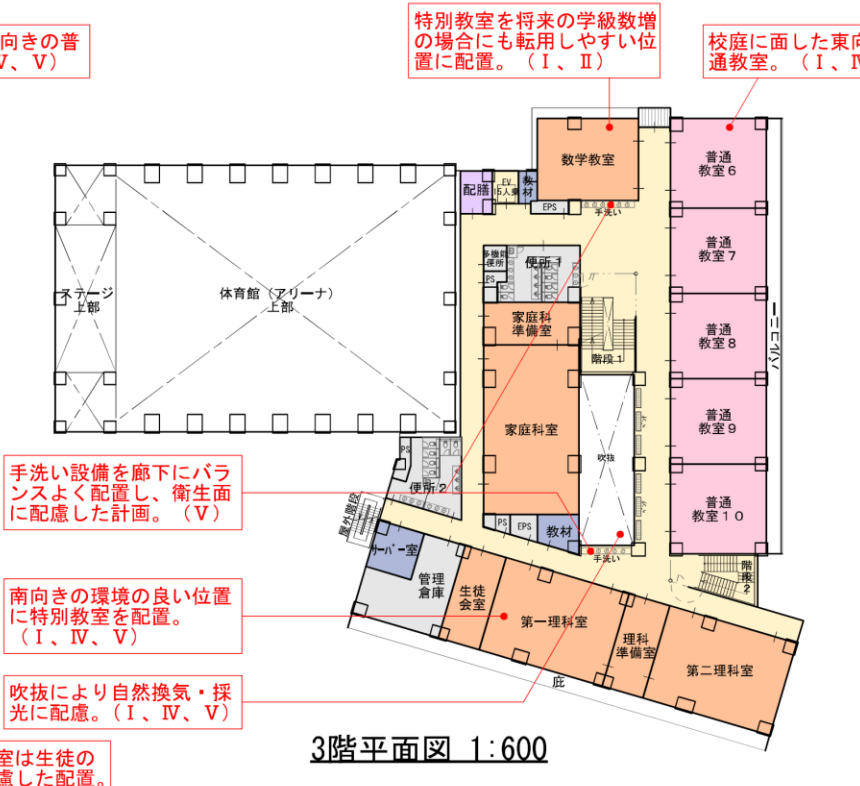 向きの普
Ⅴ、Ⅴ）
特別教室を将来の学級数増
の場合にも転用しやすい位
置に配置。（Ⅰ、Ⅱ）
校庭に面した東向
通教室。（Ⅰ、Ⅳ
数学教室
普通
教室６
配膳
EV
15人乗
教材
EPS
手洗い
多機能
便所
便所１
PS
普通
教室７
ステージ
上部
体育館（アリーナ）
上部
家庭科
準備室
階段１
普通
教室８
バルコニー
家庭科室
吹抜
普通
教室９
手洗い設備を廊下にバラ
ンスよく配置し、衛生面
に配慮した計画。（Ⅴ）
PS
便所２
屋外階段
普通
教室１０
PS
EPS
教材
手洗い
サーバー室
管理
倉庫
階段2
南向きの環境の良い位置
に特別教室を配置。
（Ⅰ、Ⅳ、Ⅴ）
生徒
会室
第一理科室
理科
準備室
第二理科室
庇
吹抜により自然換気・採
光に配慮。（Ⅰ、Ⅳ、Ⅴ）
3階平面図 1:600
室は生徒の
慮した配置。